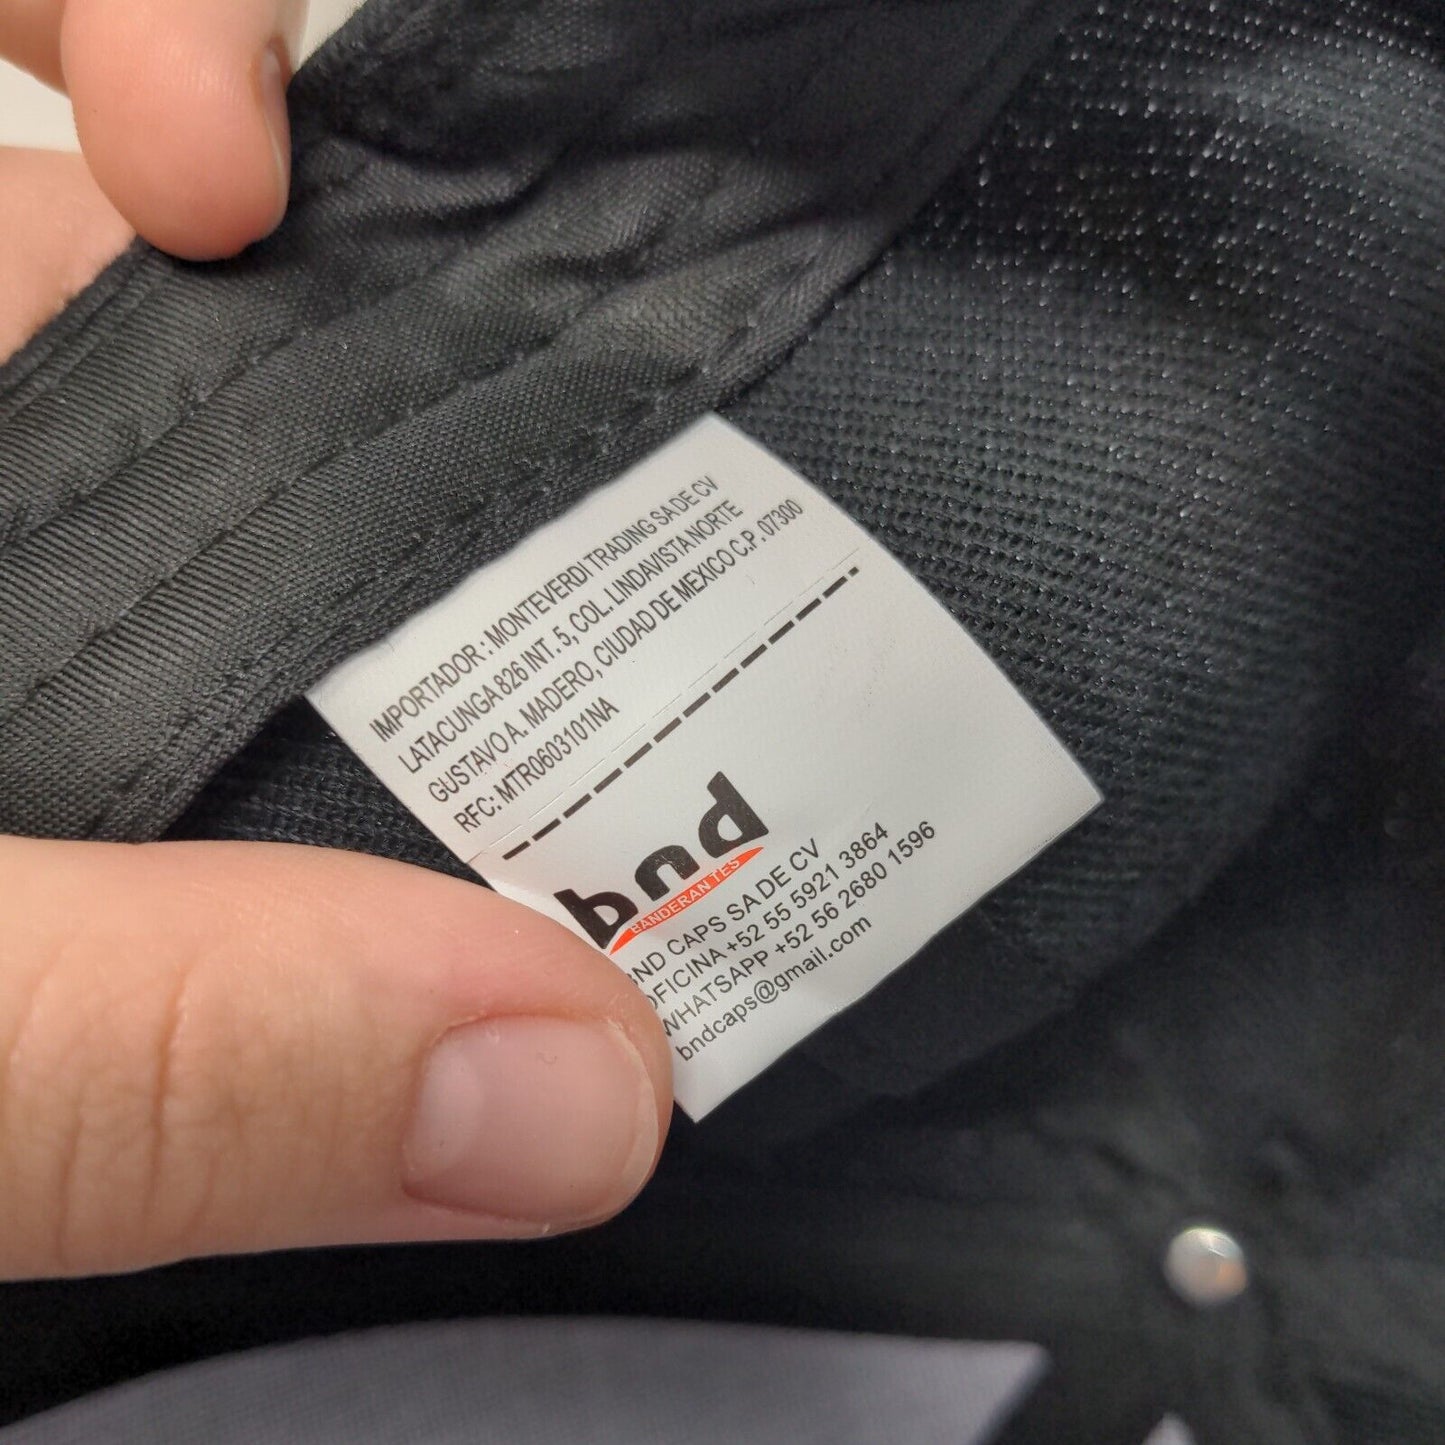 IMPORTADOR : MONTEVERDI TRADING SA DE CV
LATACUNGA 826 INT. 5, COL. LINDAVISTA NORTE
GUSTAVO A. MADERO, CIUDAD DE MEXICO C.P. 07300
RFC: MTR0603101NA
bnd
BANDERANTES
BND CAPS SA DE CV
OFICINA +52 55 5921 3864
WHATSAPP +52 56 2680 1596
bndcaps@gmail.com